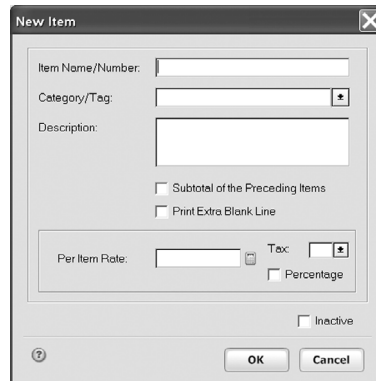 New Item
Item Name/Number:
Category/Tag:
Description:
Subtotal of the Preceding Items
Print Extra Blank Line
Per Item Rate:
Tax:
Percentage
Inactive
?
OK
Cancel